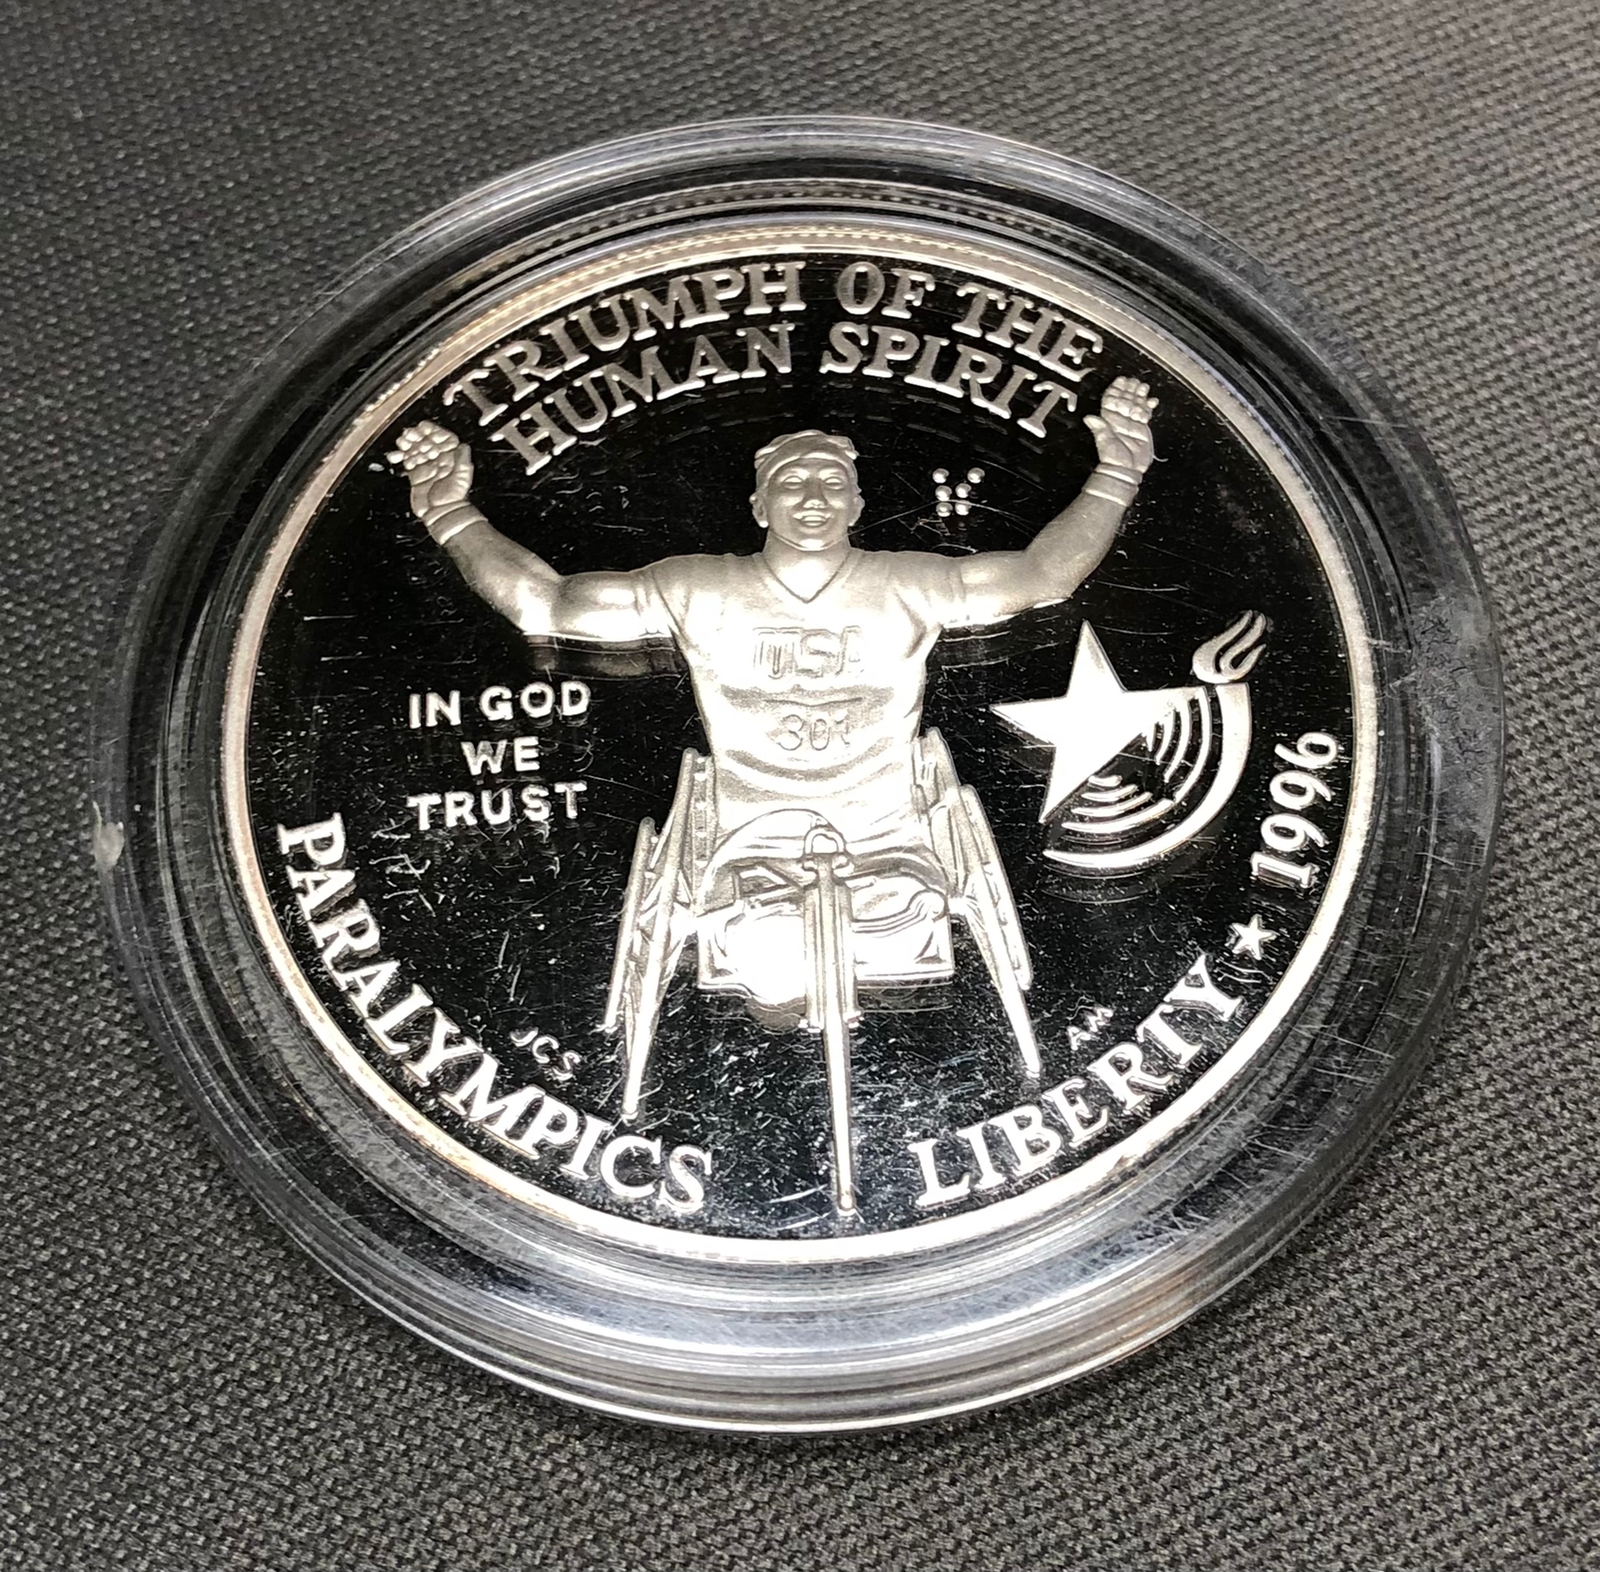 TRIUMPH OF THE
HUMAN SPIRIT
USA
301
IN GOD
WE
TRUST
PARALYMPICS
JCS
AM
LIBERTY ★ 1996